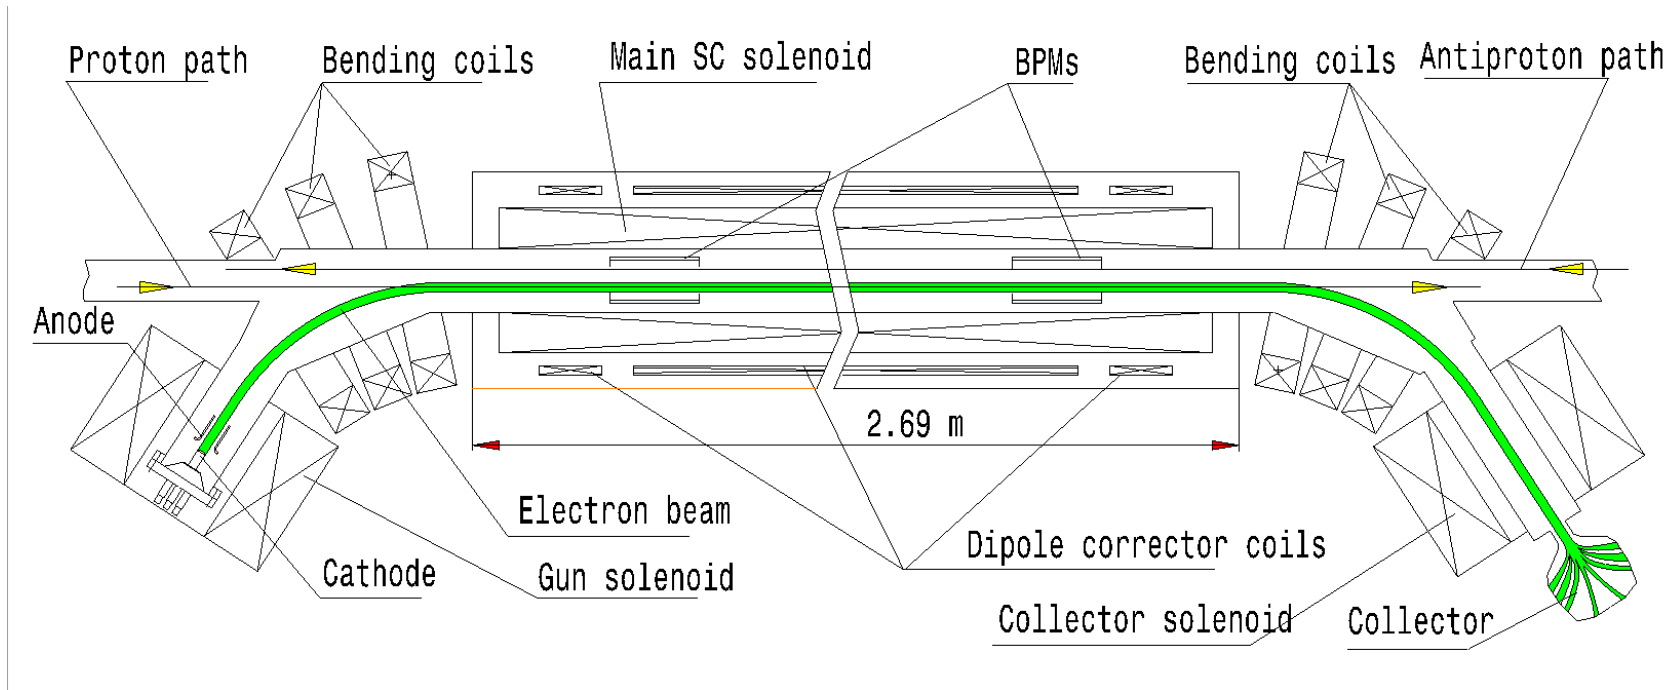 Proton path
Bending coils
Main SC solenoid
BPMs
Bending coils
Antiproton path
Anode
2.69 m
Electron beam
Dipole corrector coils
Cathode
Gun solenoid
Collector solenoid
Collector